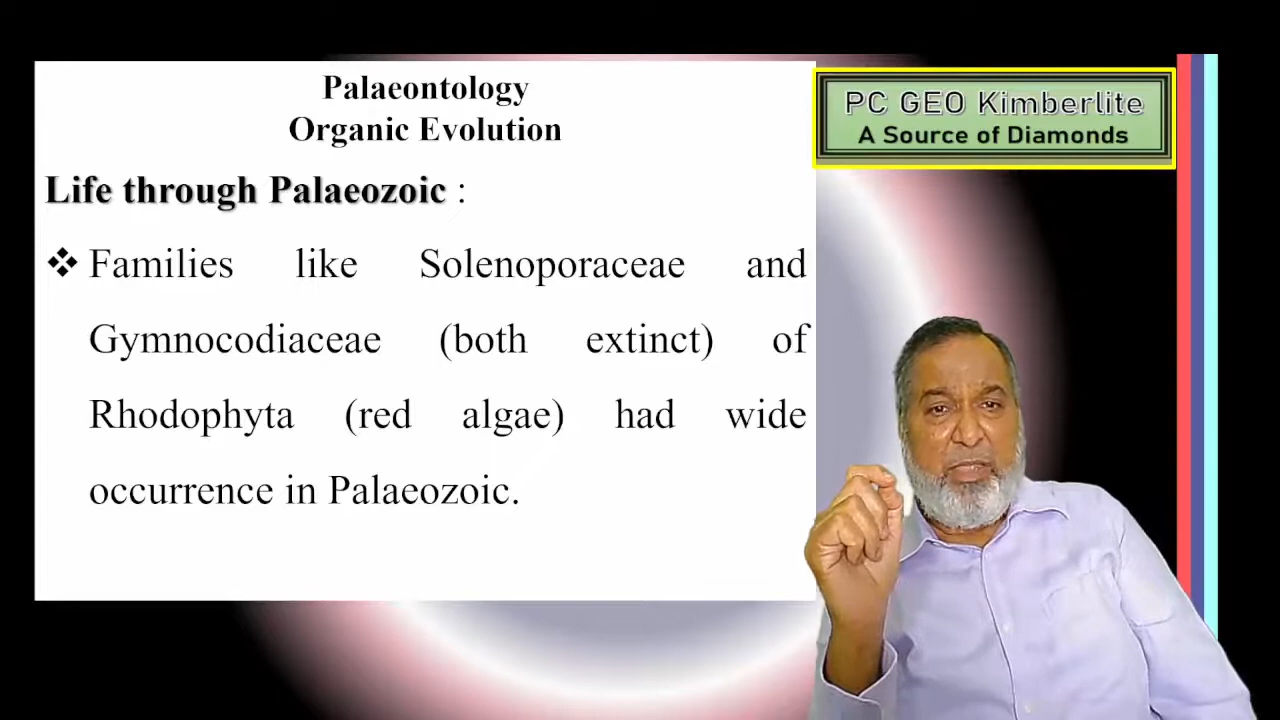 Palaeontology
Organic Evolution
Life through Palaeozoic :
❖ Families like Solenoporaceae and
Gymnocodiaceae (both extinct) of
Rhodophyta (red algae) had wide
occurrence in Palaeozoic.
PC GEO Kimberlite
A Source of Diamonds